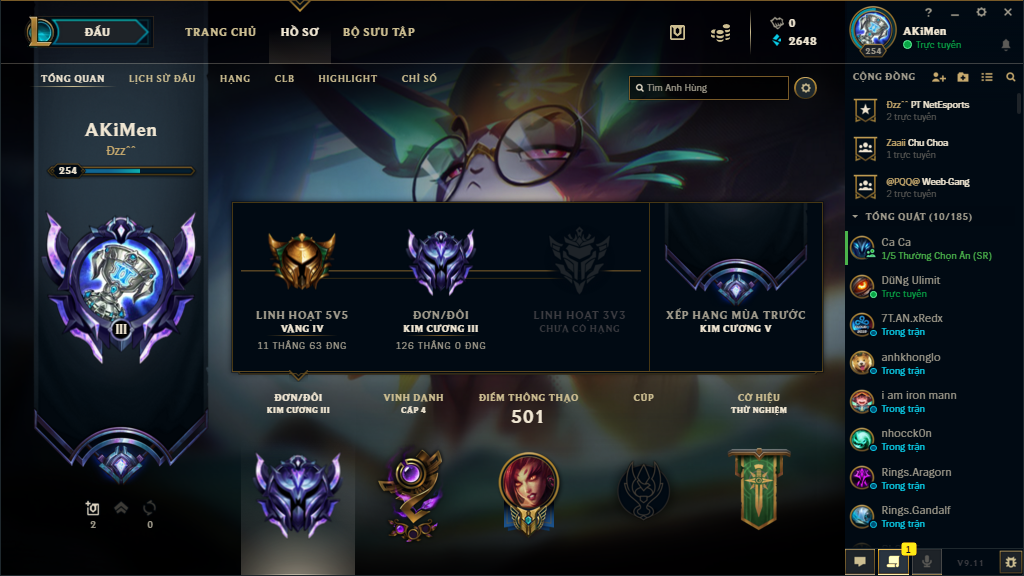 ĐẤU
TRANG CHỦ
HỒ SƠ
BỘ SƯU TẬP
0
2648
TỔNG QUAN
LỊCH SỬ ĐẤU
HẠNG
CLB
HIGHLIGHT
CHỈ SỐ
Tìm Anh Hùng
AKiMen
Đzz^^
254
III
2
0
LINH HOẠT 5V5
VÀNG IV
11 THẮNG 63 ĐNG
ĐƠN/ĐÔI
KIM CƯƠNG III
126 THẮNG 0 ĐNG
LINH HOẠT 3V3
CHƯA CÓ HẠNG
XẾP HẠNG MÙA TRƯỚC
KIM CƯƠNG V
ĐƠN/ĐÔI
KIM CƯƠNG III
VINH DANH
CẤP 4
ĐIỂM THÔNG THẠO
501
CÚP
CỜ HIỆU
THỬ NGHIỆM
?
254
AKiMen
Trực tuyến
CỘNG ĐỒNG
Đzz^^ PT NetEsports
2 trực tuyến
Zaaii Chu Choa
1 trực tuyến
@PQQ@ Weeb-Gang
2 trực tuyến
TỔNG QUÁT (10/185)
Ca Ca
1/5 Thường Chọn Ẩn (SR)
DũNg Ulimit
Trực tuyến
7T.AN.xRedx
Trong trận
anhkhonglo
Trong trận
i am iron mann
Trong trận
nhocck0n
Trong trận
Rings.Aragorn
Trong trận
Rings.Gandalf
Trong trận
1
V9.11